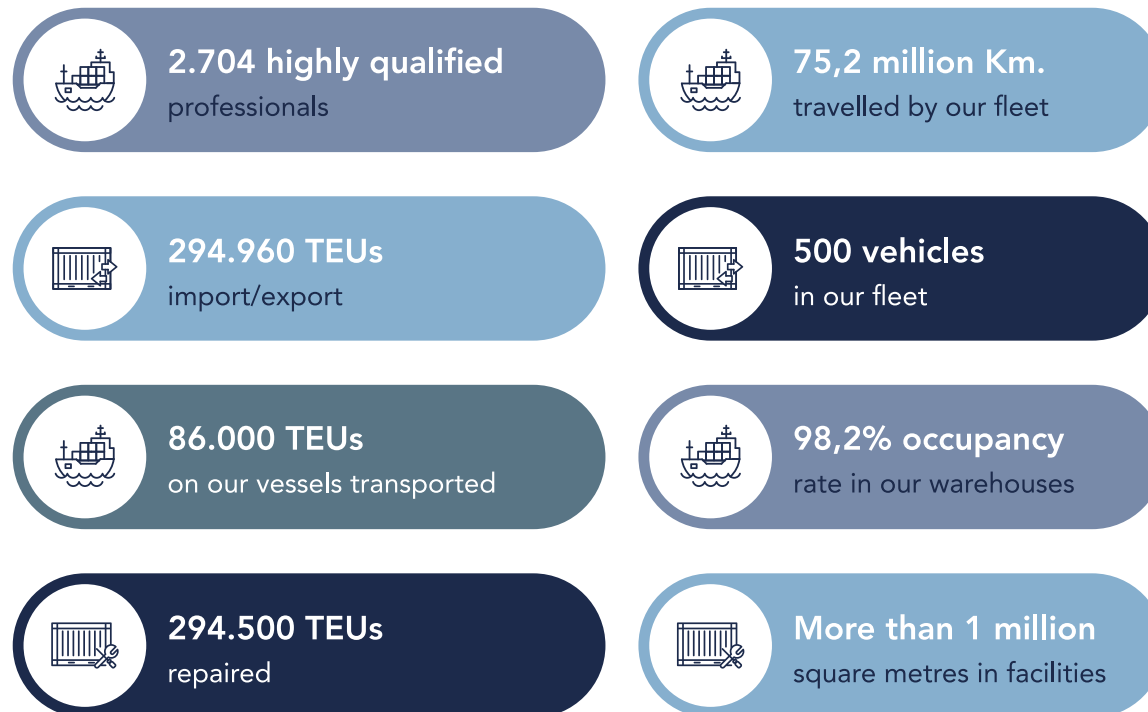 2.704 highly qualified
professionals
75,2 million Km.
travelled by our fleet
294.960 TEUs
import/export
500 vehicles
in our fleet
86.000 TEUs
on our vessels transported
98,2% occupancy
rate in our warehouses
294.500 TEUs
repaired
More than 1 million
square metres in facilities